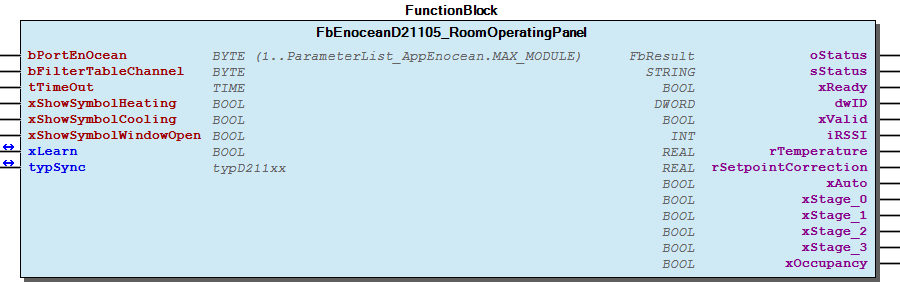 FunctionBlock
FbEnoceanD21105_RoomOperatingPanel
bPortEnOcean BYTE (1..ParameterList_AppEnocean.MAX_MODULE) FbResult oStatus
bFilterTableChannel BYTE STRING sStatus
tTimeOut TIME BOOL xReady
xShowSymbolHeating BOOL DWORD dwID
xShowSymbolCooling BOOL BOOL xValid
xShowSymbolWindowOpen BOOL INT iRSSI
xLearn BOOL REAL rTemperature
typSync typD211xx REAL rSetpointCorrection
BOOL xAuto
BOOL xStage_0
BOOL xStage_1
BOOL xStage_2
BOOL xStage_3
BOOL xOccupancy